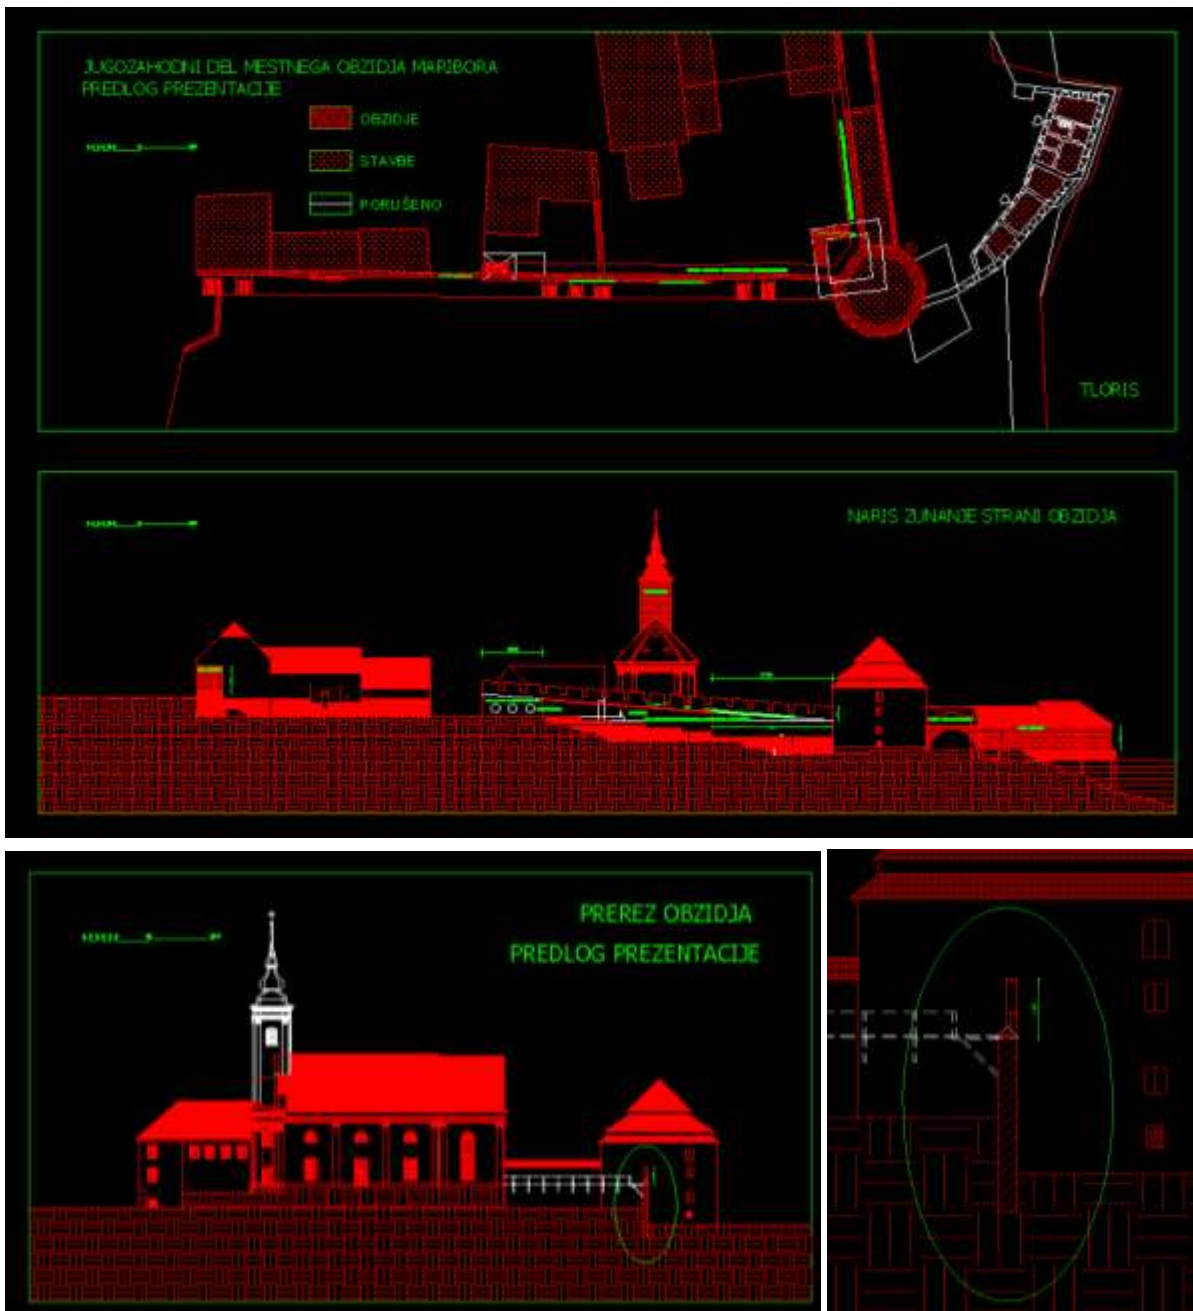 JUGOZAHODNI DEL MESTNEGA OBZIDJA MARIBORA
PREDLOG PREZENTACIJE
OBZIDJE
STAVBE
PORUŠENO
TLORIS
NARIS ZUNANJE STRANI OBZIDJA
PREREZ OBZIDJA
PREDLOG PREZENTACIJE